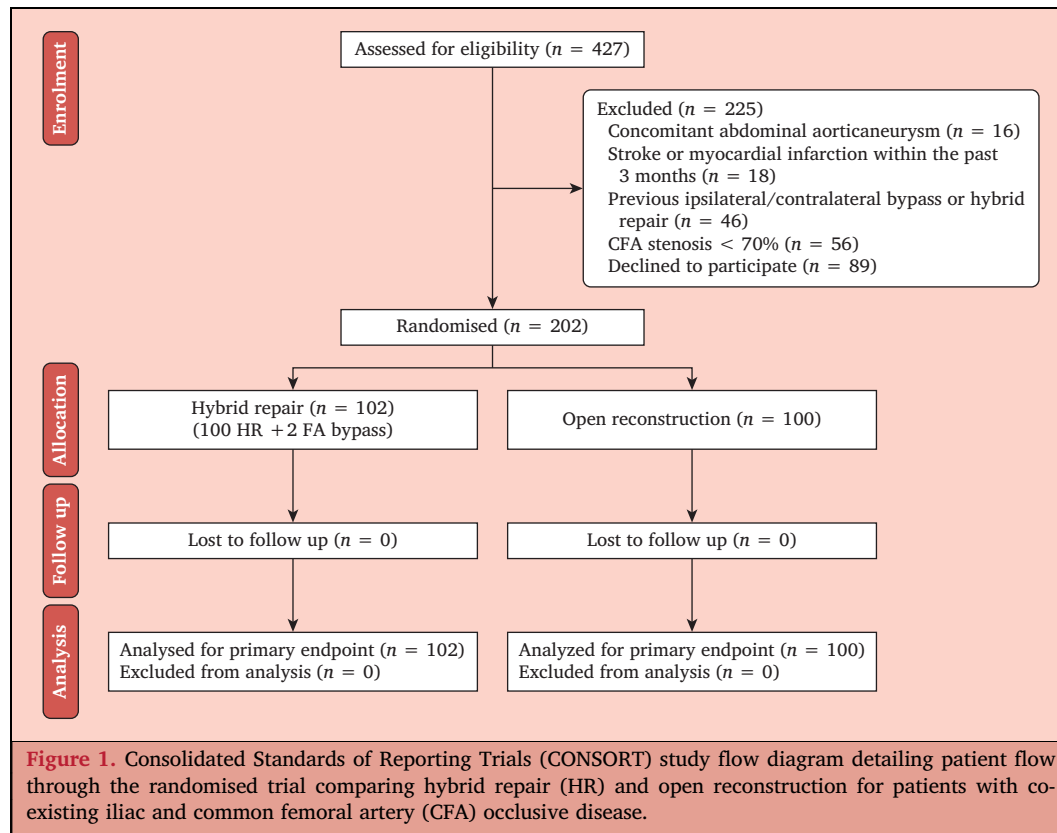 Enrolment
Assessed for eligibility (n = 427)
Excluded (n = 225)
Concomitant abdominal aorticaneurysm (n = 16)
Stroke or myocardial infarction within the past
3 months (n = 18)
Previous ipsilateral/contralateral bypass or hybrid
repair (n = 46)
CFA stenosis < 70% (n = 56)
Declined to participate (n = 89)
Randomised (n = 202)
Allocation
Hybrid repair (n = 102)
(100 HR +2 FA bypass)
Open reconstruction (n = 100)
Follow up
Lost to follow up (n = 0)
Lost to follow up (n = 0)
Analysis
Analysed for primary endpoint (n = 102)
Excluded from analysis (n = 0)
Analyzed for primary endpoint (n = 100)
Excluded from analysis (n = 0)
Figure 1. Consolidated Standards of Reporting Trials (CONSORT) study flow diagram detailing patient flow
through the randomised trial comparing hybrid repair (HR) and open reconstruction for patients with co-
existing iliac and common femoral artery (CFA) occlusive disease.